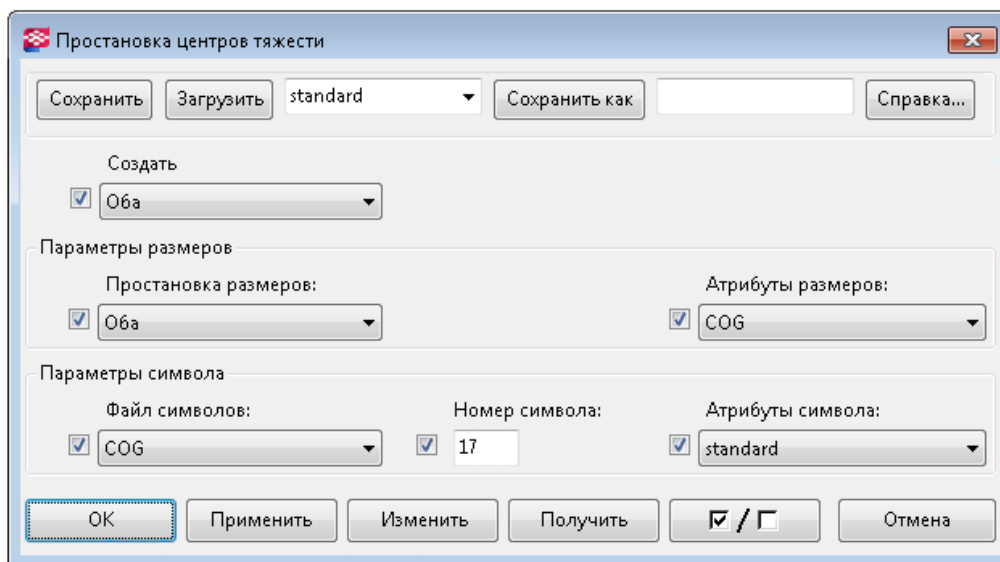 Простановка центров тяжести
Сохранить Загрузить standard Сохранить как Справка...
Создать
Оба
Параметры размеров
Простановка размеров: Атрибуты размеров:
Оба COG
Параметры символа
Файл символов: Номер символа: Атрибуты символа:
COG 17 standard
OK Применить Изменить Получить / Отмена